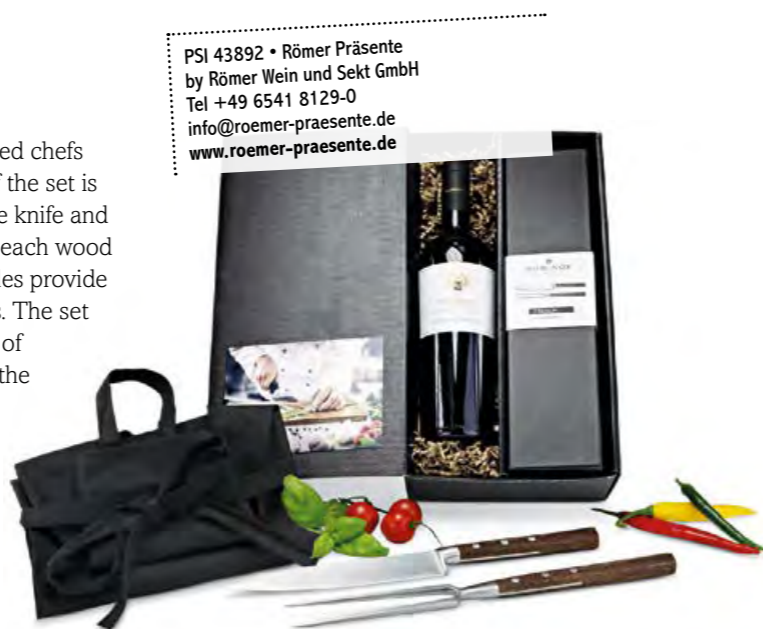 PSI 43892 • Römer Präsente
by Römer Wein und Sekt GmbH
Tel +49 6541 8129-0
info@roemer-praesente.de
www.roemer-praesente.de
ed chefs
f the set is
e knife and
each wood
les provide
s. The set
of
the